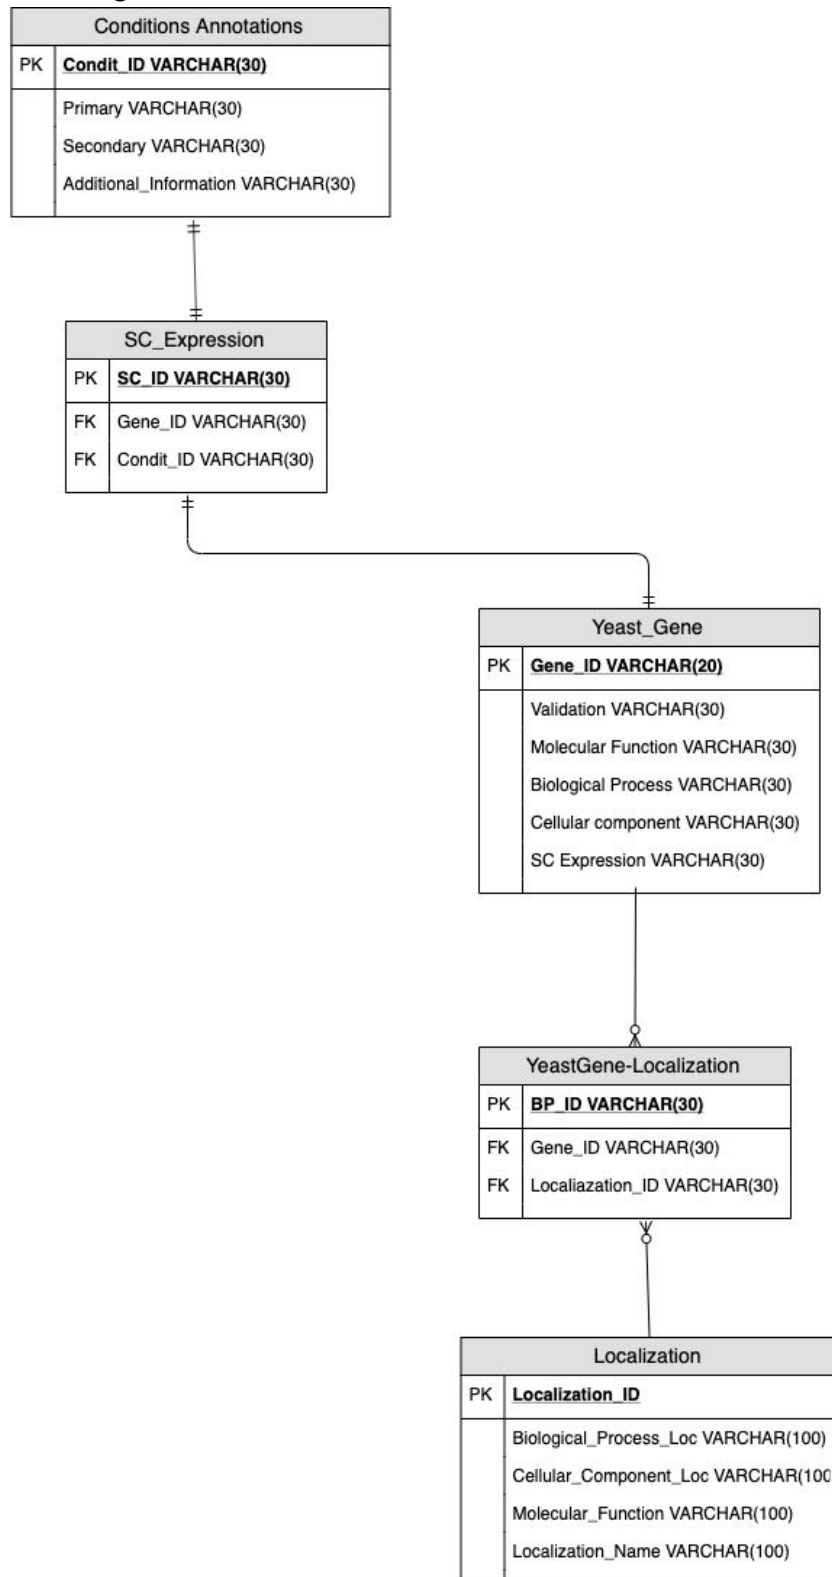 Conditions Annotations
PK Condit_ID VARCHAR(30)
Primary VARCHAR(30)
Secondary VARCHAR(30)
Additional_Information VARCHAR(30)
SC_Expression
PK SC_ID VARCHAR(30)
FK Gene_ID VARCHAR(30)
FK Condit_ID VARCHAR(30)
Yeast_Gene
PK Gene_ID VARCHAR(20)
Validation VARCHAR(30)
Molecular Function VARCHAR(30)
Biological Process VARCHAR(30)
Cellular component VARCHAR(30)
SC Expression VARCHAR(30)
YeastGene-Localization
PK BP_ID VARCHAR(30)
FK Gene_ID VARCHAR(30)
FK Localiazation_ID VARCHAR(30)
Localization
PK Localization_ID
Biological_Process_Loc VARCHAR(100)
Cellular_Component_Loc VARCHAR(100
Molecular_Function VARCHAR(100)
Localization_Name VARCHAR(100)